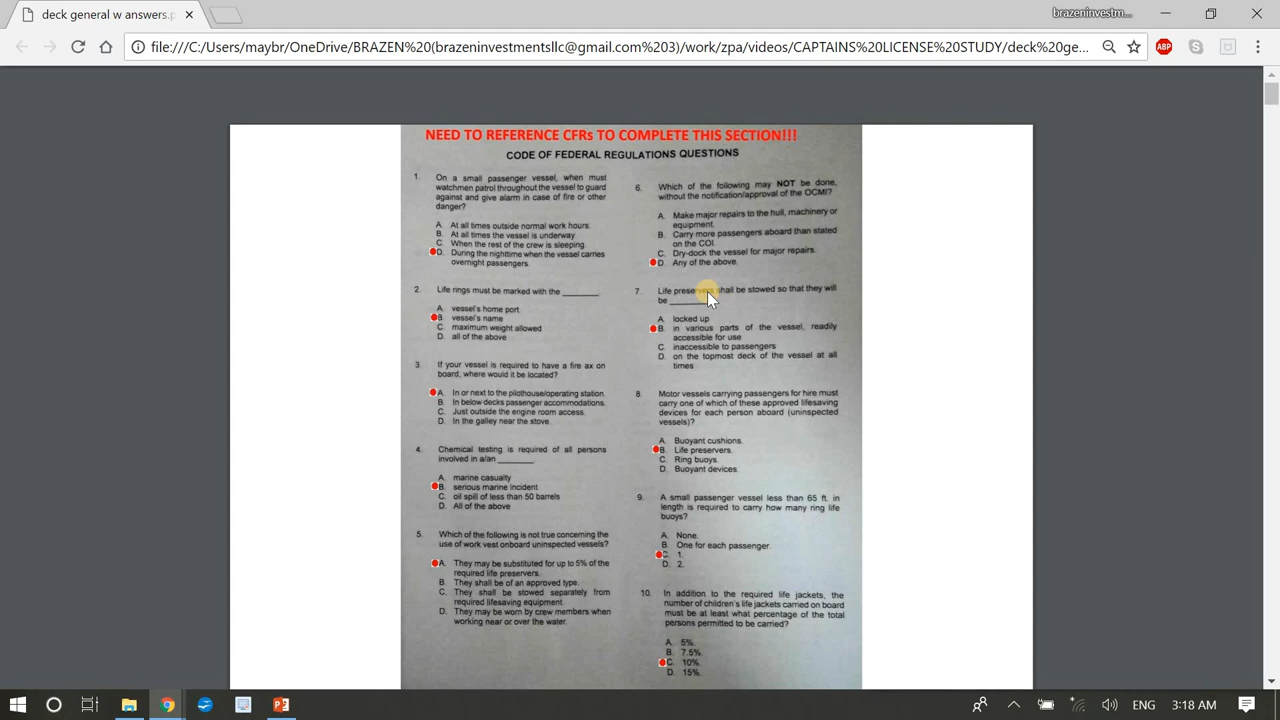 deck general w answers.p
brazeninvestm...
file:///C:/Users/maybr/OneDrive/BRAZEN%20(brazeninvestmentsllc@gmail.com%203)/work/zpa/videos/CAPTAINS%20LICENSE%20STUDY/deck%20ge...
ABP
NEED TO REFERENCE CFRs TO COMPLETE THIS SECTION!!!
CODE OF FEDERAL REGULATIONS QUESTIONS
1. On a small passenger vessel, when must
watchmen patrol throughout the vessel to guard
against and give alarm in case of fire or other
danger?
A. At all times outside normal work hours.
B. At all times the vessel is underway.
C. When the rest of the crew is sleeping.
D. During the nighttime when the vessel carries
overnight passengers.
2. Life rings must be marked with the ________.
A. vessel's home port
B. vessel's name
C. maximum weight allowed
D. all of the above
3. If your vessel is required to have a fire ax on
board, where would it be located?
A. In or next to the pilothouse/operating station.
B. In below decks passenger accommodations.
C. Just outside the engine room access.
D. In the galley near the stove.
4. Chemical testing is required of all persons
involved in a/an ________.
A. marine casualty
B. serious marine incident
C. oil spill of less than 50 barrels
D. All of the above
5. Which of the following is not true concerning the
use of work vest onboard uninspected vessels?
A. They may be substituted for up to 5% of the
required life preservers.
B. They shall be of an approved type.
C. They shall be stowed separately from
required lifesaving equipment.
D. They may be worn by crew members when
working near or over the water.
6. Which of the following may NOT be done,
without the notification/approval of the OCMI?
A. Make major repairs to the hull, machinery or
equipment.
B. Carry more passengers aboard than stated
on the COI.
C. Dry-dock the vessel for major repairs.
D. Any of the above.
7. Life preservers shall be stowed so that they will
be ________
A. locked up
B. in various parts of the vessel, readily
accessible for use
C. inaccessible to passengers
D. on the topmost deck of the vessel at all
times
8. Motor vessels carrying passengers for hire must
carry one of which of these approved lifesaving
devices for each person aboard (uninspected
vessels)?
A. Buoyant cushions.
B. Life preservers.
C. Ring buoys.
D. Buoyant devices.
9. A small passenger vessel less than 65 ft. in
length is required to carry how many ring life
buoys?
A. None.
B. One for each passenger.
C. 1.
D. 2.
10. In addition to the required life jackets, the
number of children's life jackets carried on board
must be at least what percentage of the total
persons permitted to be carried?
A. 5%.
B. 7.5%.
C. 10%.
D. 15%.
ENG
3:18 AM